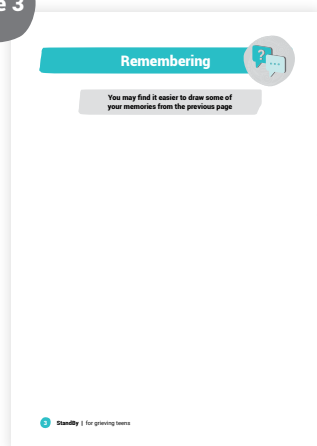 e 3
Remembering
?
You may find it easier to draw some of
your memories from the previous page
3 StandBy | for grieving teens